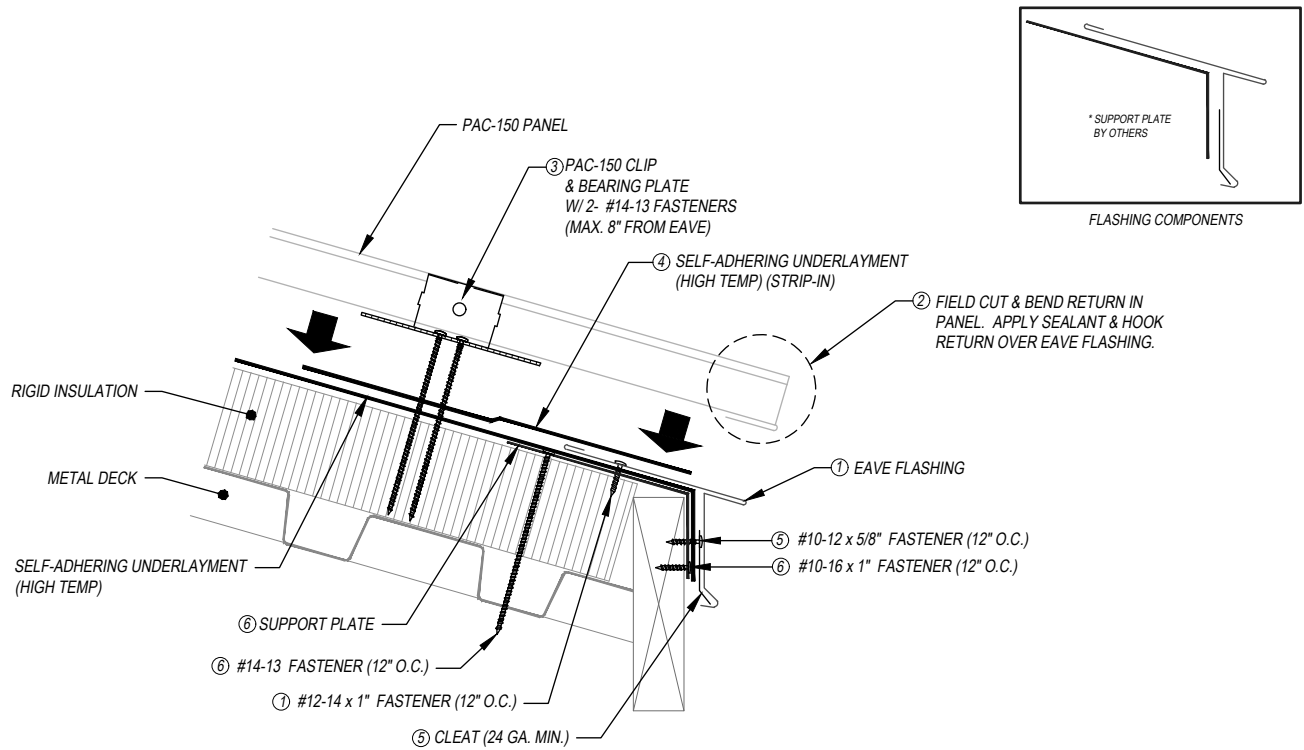 * SUPPORT PLATE
BY OTHERS
FLASHING COMPONENTS
PAC-150 PANEL
3 PAC-150 CLIP
& BEARING PLATE
W/ 2- #14-13 FASTENERS
(MAX. 8" FROM EAVE)
4 SELF-ADHERING UNDERLAYMENT
(HIGH TEMP) (STRIP-IN)
2 FIELD CUT & BEND RETURN IN
PANEL. APPLY SEALANT & HOOK
RETURN OVER EAVE FLASHING.
RIGID INSULATION
METAL DECK
1 EAVE FLASHING
5 #10-12 x 5/8" FASTENER (12" O.C.)
6 #10-16 x 1" FASTENER (12" O.C.)
SELF-ADHERING UNDERLAYMENT
(HIGH TEMP)
6 SUPPORT PLATE
6 #14-13 FASTENER (12" O.C.)
1 #12-14 x 1" FASTENER (12" O.C.)
5 CLEAT (24 GA. MIN.)